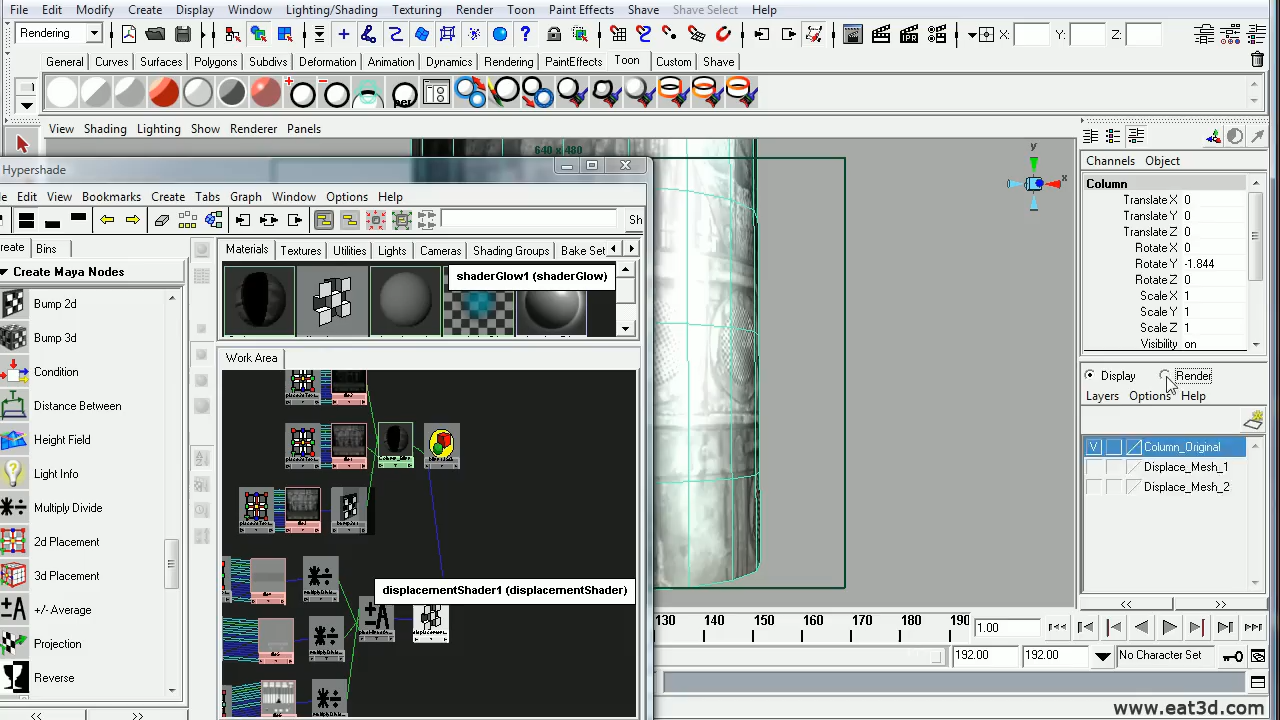 File Edit Modify Create Display Window Lighting/Shading Texturing Render Toon Paint Effects Shave Shave Select Help
Rendering X: Y: Z:
General Curves Surfaces Polygons Subdivs Deformation Animation Dynamics Rendering PaintEffects Toon Custom Shave
per
View Shading Lighting Show Renderer Panels
640 x 480
y
x
Channels Object
Column
Translate X 0
Translate Y 0
Translate Z 0
Rotate X 0
Rotate Y -1.844
Rotate Z 0
Scale X 1
Scale Y 1
Scale Z 1
Visibility on
Display Render
Layers Options Help
V Column_Original
Displace_Mesh_1
Displace_Mesh_2
Hypershade
Edit View Bookmarks Create Tabs Graph Window Options Help
Sh
Bins
Create Maya Nodes
Bump 2d
Bump 3d
Condition
Distance Between
Height Field
Light Info
Multiply Divide
2d Placement
3d Placement
+/- Average
Projection
Reverse
Materials Textures Utilities Lights Cameras Shading Groups Bake Set
shaderGlow1 (shaderGlow)
Work Area
displacementShader1 (displacementShader)
130 140 150 160 170 180 190 1.00
192.00 192.00 No Character Set
www.eat3d.com